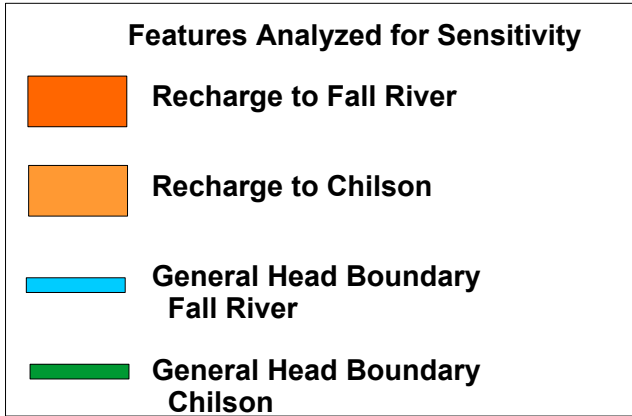 Features Analyzed for Sensitivity
Recharge to Fall River
Recharge to Chilson
General Head Boundary
Fall River
General Head Boundary
Chilson